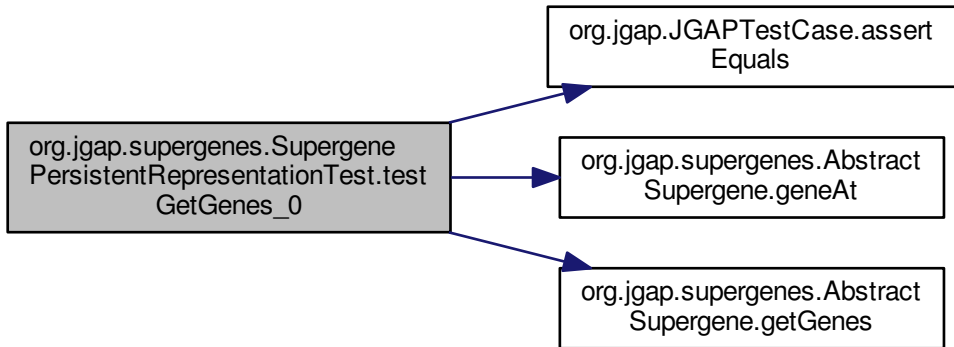 org.jgap.JGAPTestCase.assert
Equals
org.jgap.supergenes.Supergene
PersistentRepresentationTest.test
GetGenes_0
org.jgap.supergenes.Abstract
Supergene.geneAt
org.jgap.supergenes.Abstract
Supergene.getGenes